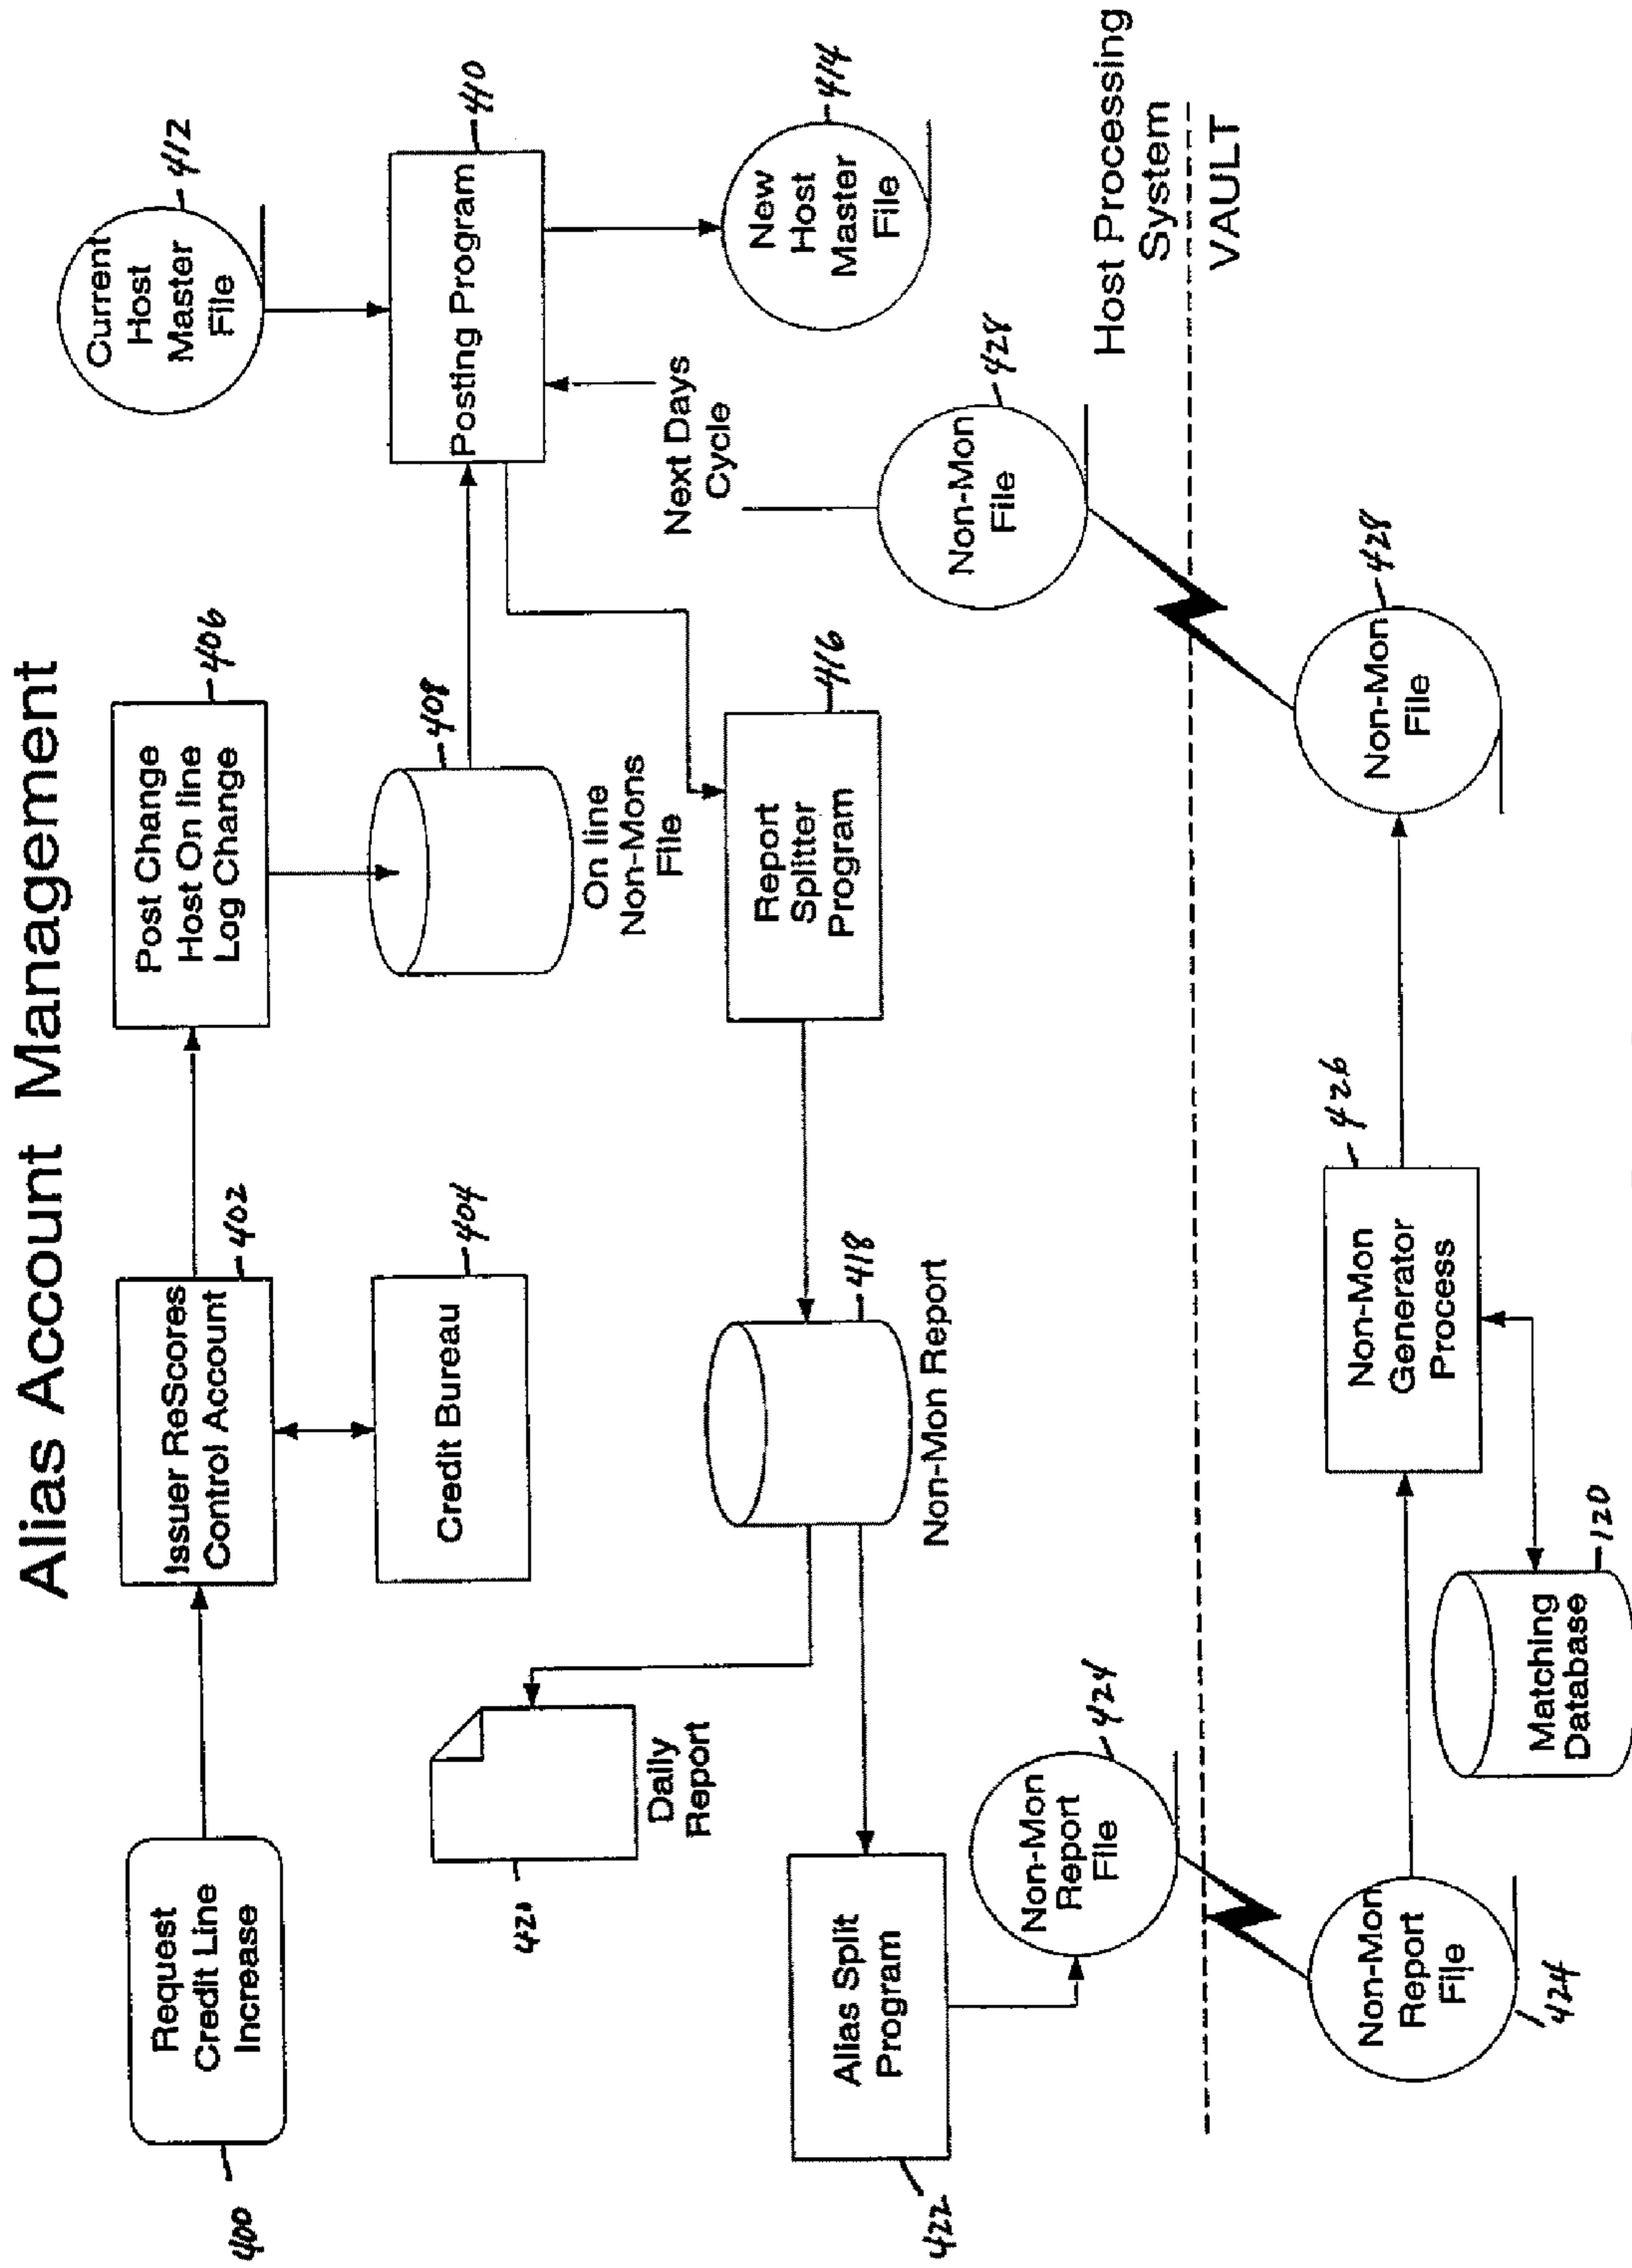 Alias Account Management
Request
Credit Line
Increase
400
Issuer ReScores
Control Account
402
Credit Bureau
404
Post Change
Host On line
Log Change
406
408
On line
Non-Mons
File
Current
Host
Master
File
412
Posting Program
410
New
Host
Master
File
414
Next Days
Cycle
Report
Splitter
Program
416
418
Non-Mon Report
Daily
Report
Alias Split
Program
422
Non-Mon
Report
File
424
Non-Mon
File
428
Host Processing
System
VAULT
Non-Mon
Report
File
424
Matching
Database
120
Non-Mon
Generator
Process
426
Non-Mon
File
428